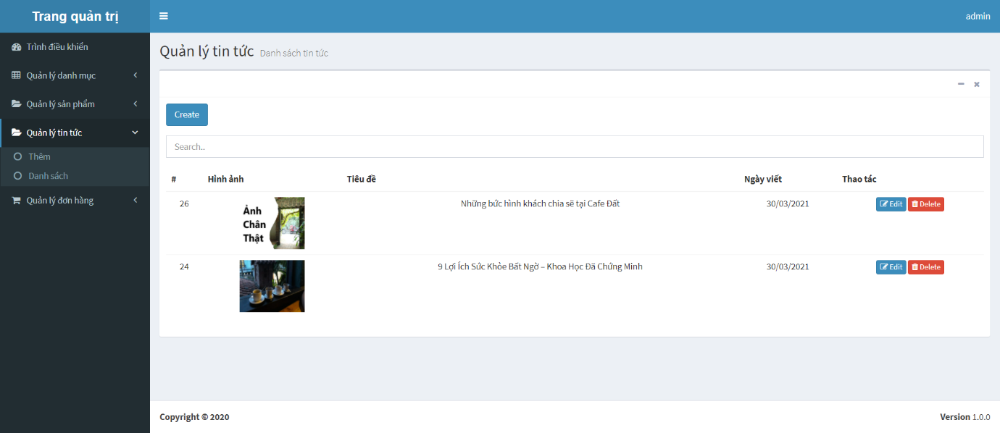 Trang quản trị
admin
Trình điều khiển
Quản lý danh mục
Quản lý sản phẩm
Quản lý tin tức
Thêm
Danh sách
Quản lý đơn hàng
Quản lý tin tức Danh sách tin tức
Create
Search..
# Hình ảnh Tiêu đề Ngày viết Thao tác
26 Những bức hình khách chia sẽ tại Cafe Đất 30/03/2021 Edit Delete
Ảnh
Chân
Thật
24 9 Lợi Ích Sức Khỏe Bất Ngờ – Khoa Học Đã Chứng Minh 30/03/2021 Edit Delete
Copyright © 2020 Version 1.0.0